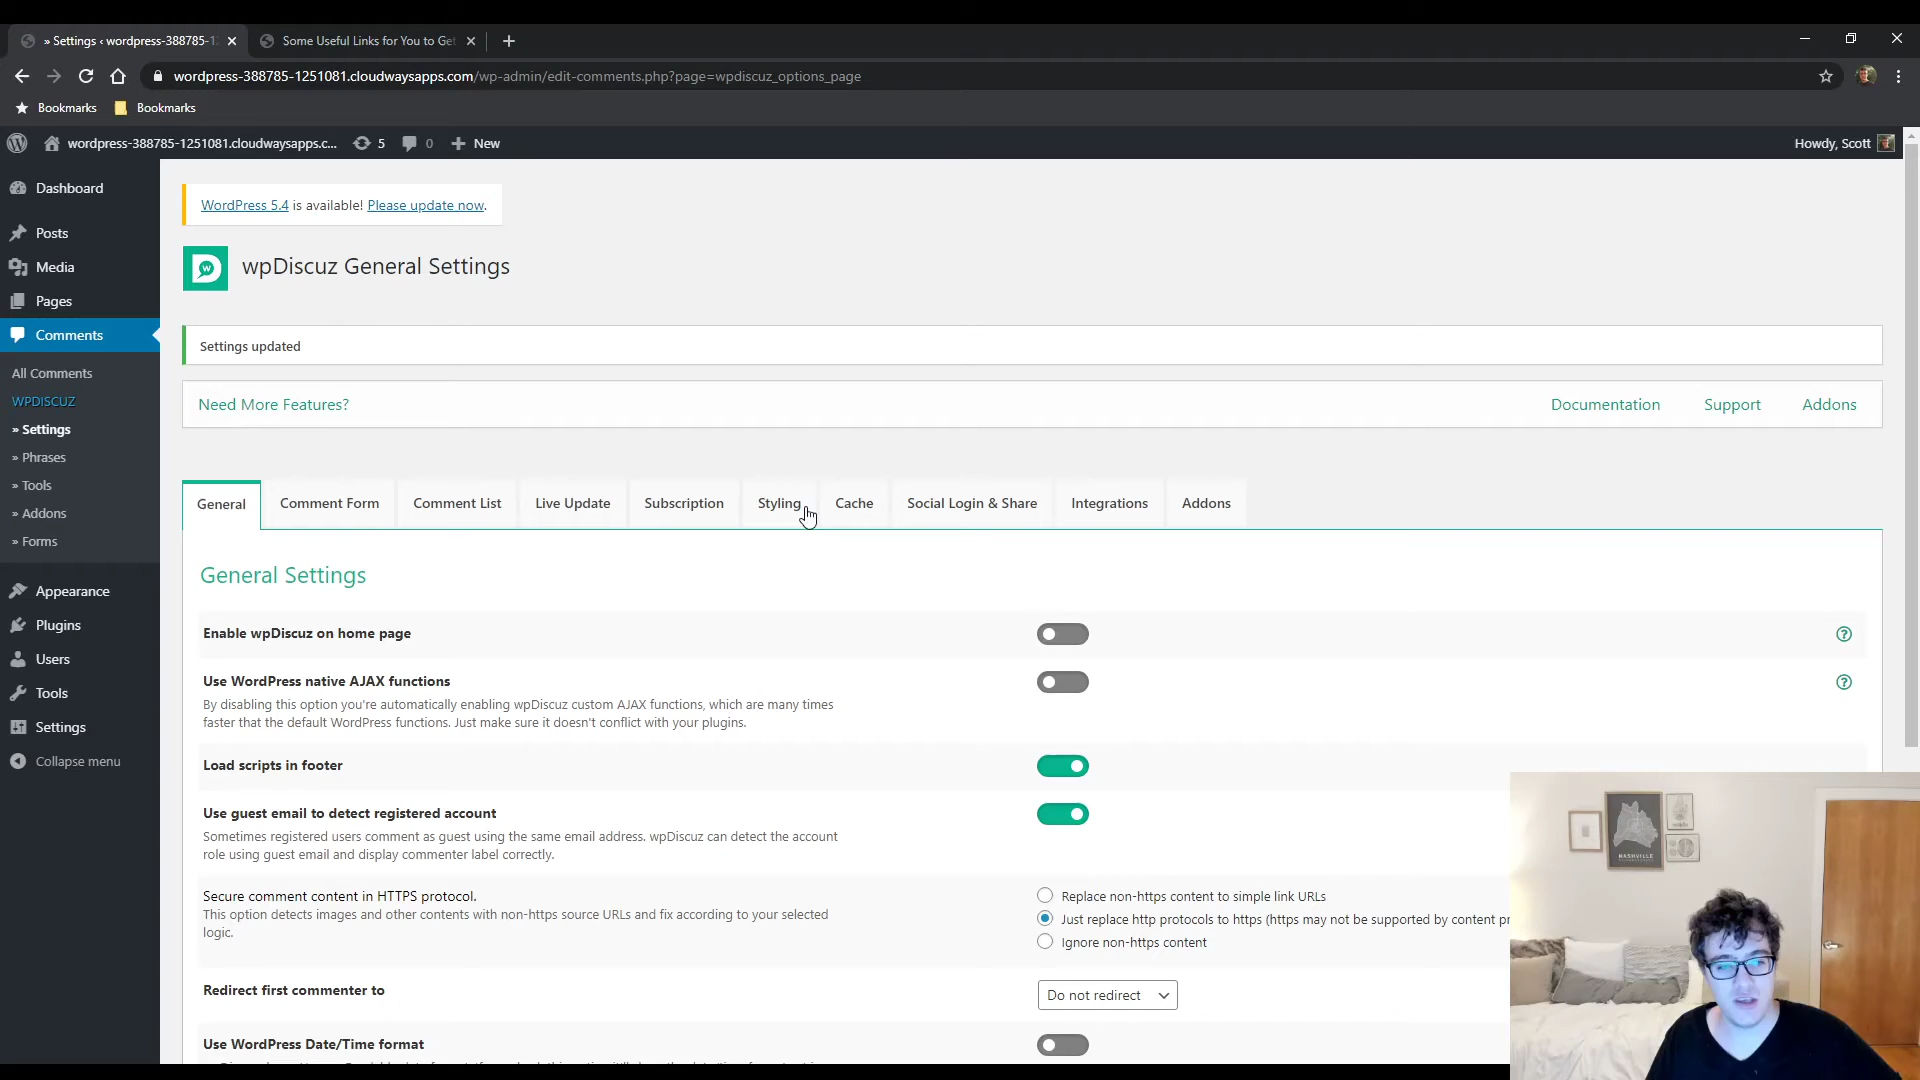 » Settings ‹ wordpress-388785-1
Some Useful Links for You to Get
wordpress-388785-1251081.cloudwaysapps.com/wp-admin/edit-comments.php?page=wpdiscuz_options_page
Bookmarks
Bookmarks
wordpress-388785-1251081.cloudwaysapps.c...
5
0
New
Howdy, Scott
Dashboard
Posts
Media
Pages
Comments
All Comments
WPDISCUZ
» Settings
» Phrases
» Tools
» Addons
» Forms
Appearance
Plugins
Users
Tools
Settings
Collapse menu
WordPress 5.4 is available! Please update now.
wpDiscuz General Settings
Settings updated
Need More Features?
Documentation
Support
Addons
General
Comment Form
Comment List
Live Update
Subscription
Styling
Cache
Social Login & Share
Integrations
Addons
General Settings
Enable wpDiscuz on home page
Use WordPress native AJAX functions
By disabling this option you're automatically enabling wpDiscuz custom AJAX functions, which are many times
faster that the default WordPress functions. Just make sure it doesn't conflict with your plugins.
Load scripts in footer
Use guest email to detect registered account
Sometimes registered users comment as guest using the same email address. wpDiscuz can detect the account
role using guest email and display commenter label correctly.
Secure comment content in HTTPS protocol.
This option detects images and other contents with non-https source URLs and fix according to your selected
logic.
Replace non-https content to simple link URLs
Just replace http protocols to https (https may not be supported by content pr
Ignore non-https content
Redirect first commenter to
Do not redirect
Use WordPress Date/Time format
NASHVILLE